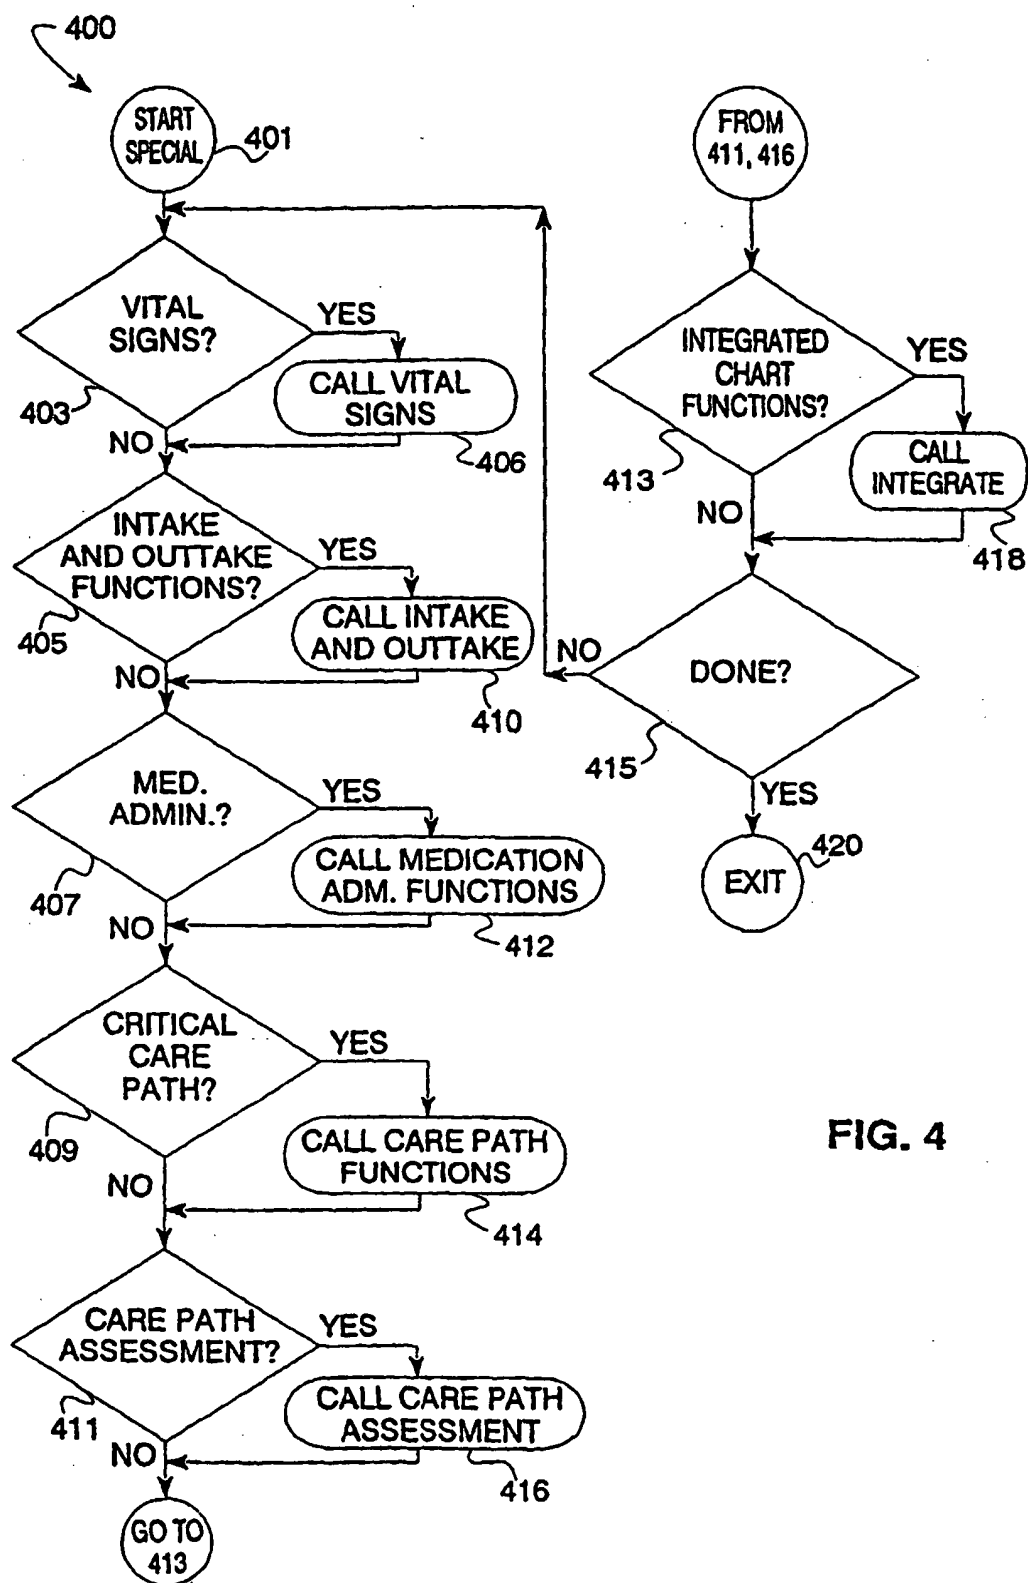 400
START
SPECIAL
401
VITAL
SIGNS?
YES
403
CALL VITAL
SIGNS
NO
406
INTAKE
AND OUTTAKE
FUNCTIONS?
YES
405
CALL INTAKE
AND OUTTAKE
NO
410
MED.
ADMIN.?
YES
407
CALL MEDICATION
ADM. FUNCTIONS
NO
412
CRITICAL
CARE
PATH?
YES
409
CALL CARE PATH
FUNCTIONS
NO
414
CARE PATH
ASSESSMENT?
YES
411
CALL CARE PATH
ASSESSMENT
NO
416
GO TO
413
FROM
411, 416
INTEGRATED
CHART
FUNCTIONS?
YES
413
CALL
INTEGRATE
NO
418
DONE?
NO
415
YES
EXIT
420
FIG. 4